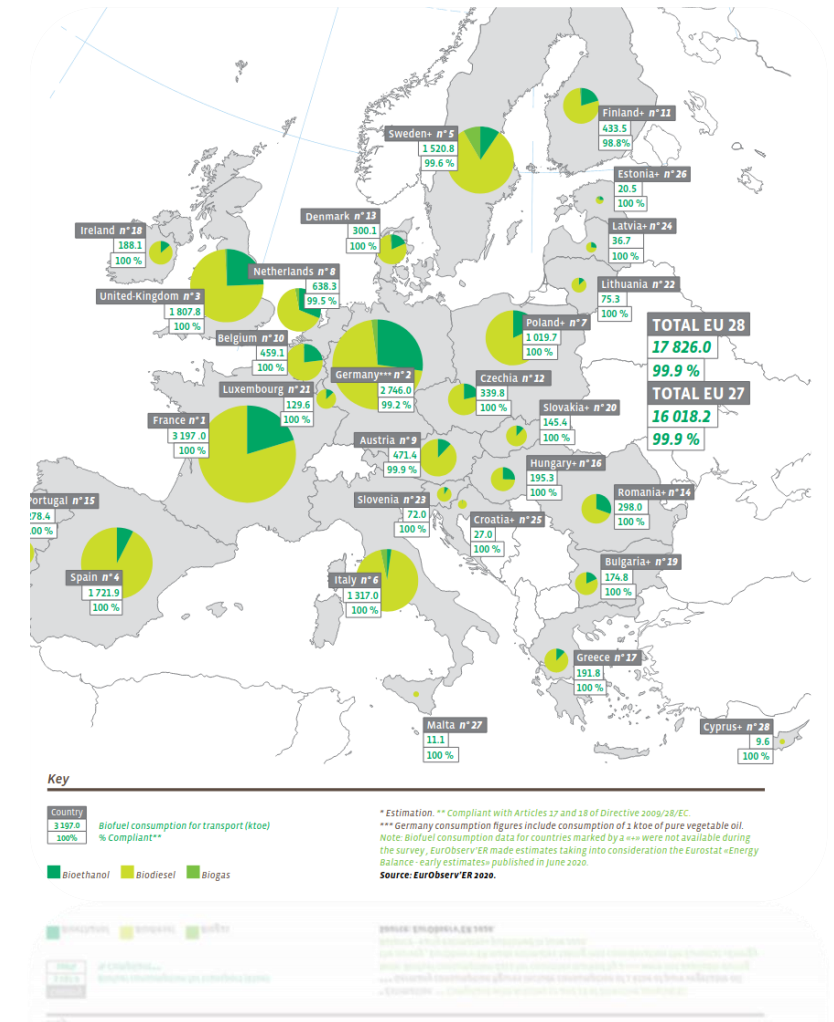 Finland+ n°11
433.5
98.8%
Sweden+ n°5
1 520.8
99.6 %
Estonia+ n°26
20.5
100 %
Denmark n°13
300.1
100 %
Latvia+ n°24
36.7
100 %
Ireland n°18
188.1
100 %
Netherlands n°8
638.3
99.5 %
Lithuania n°22
75.3
100 %
United-Kingdom n°3
1 807.8
100 %
TOTAL EU 28
17 826.0
99.9 %
TOTAL EU 27
16 018.2
99.9 %
Poland+ n°7
1 019.7
100 %
Belgium n°10
459.1
100 %
Germany*** n°2
2 746.0
99.2 %
Czechia n°12
339.8
100 %
Luxembourg n°21
129.6
100 %
Slovakia+ n°20
145.4
100 %
France n°1
3 197.0
100 %
Austria n°9
471.4
99.9 %
Hungary+ n°16
195.3
100 %
Romania+ n°14
298.0
100 %
Portugal n°15
278.4
100 %
Slovenia n°23
72.0
100 %
Croatia+ n°25
27.0
100 %
Bulgaria+ n°19
174.8
100 %
Spain n°4
1 721.9
100 %
Italy n°6
1 317.0
100 %
Greece n°17
191.8
100 %
Malta n°27
11.1
100 %
Cyprus+ n°28
9.6
100 %
Key
Country
3 197.0 Biofuel consumption for transport (ktoe)
100% % Compliant**
Bioethanol Biodiesel Biogas
* Estimation. ** Compliant with Articles 17 and 18 of Directive 2009/28/EC.
*** Germany consumption figures include consumption of 1 ktoe of pure vegetable oil.
Note: Biofuel consumption data for countries marked by a «+» were not available during
the survey, EurObserv'ER made estimates taking into consideration the Eurostat «Energy
Balance - early estimates» published in June 2020.
Source: EurObserv'ER 2020.